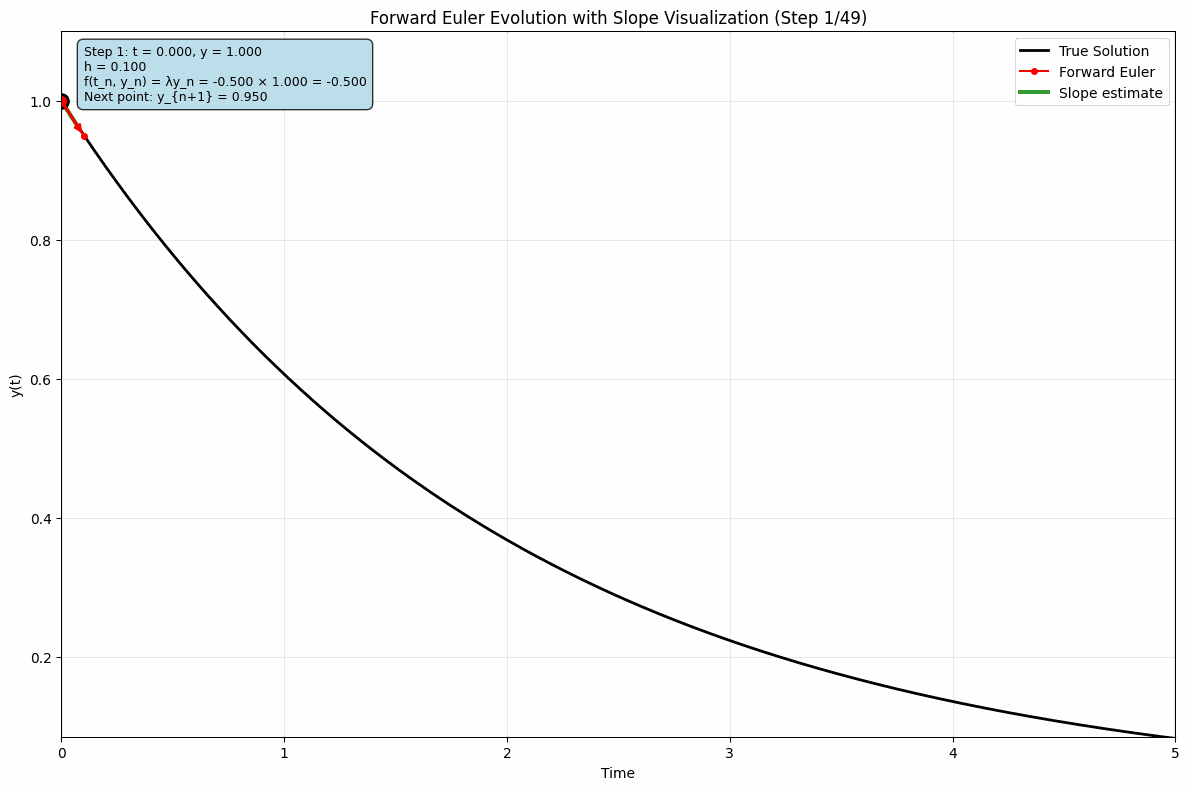 Forward Euler Evolution with Slope Visualization (Step 1/49)
Step 1: t = 0.000, y = 1.000
h = 0.100
f(t_n, y_n) = λy_n = -0.500 × 1.000 = -0.500
Next point: y_{n+1} = 0.950
True Solution
Forward Euler
Slope estimate
1.0
0.8
0.6
0.4
0.2
y(t)
0 1 2 3 4 5
Time